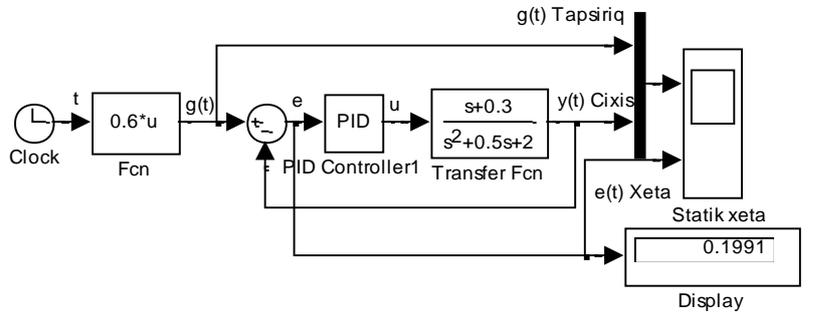 g(t) Tapsiriq
t
0.6*u
g(t)
e
PID
u
s+0.3
s²+0.5s+2
y(t) Cixis
Clock
Fcn
PID Controller1
Transfer Fcn
e(t) Xeta
Statik xeta
0.1991
Display